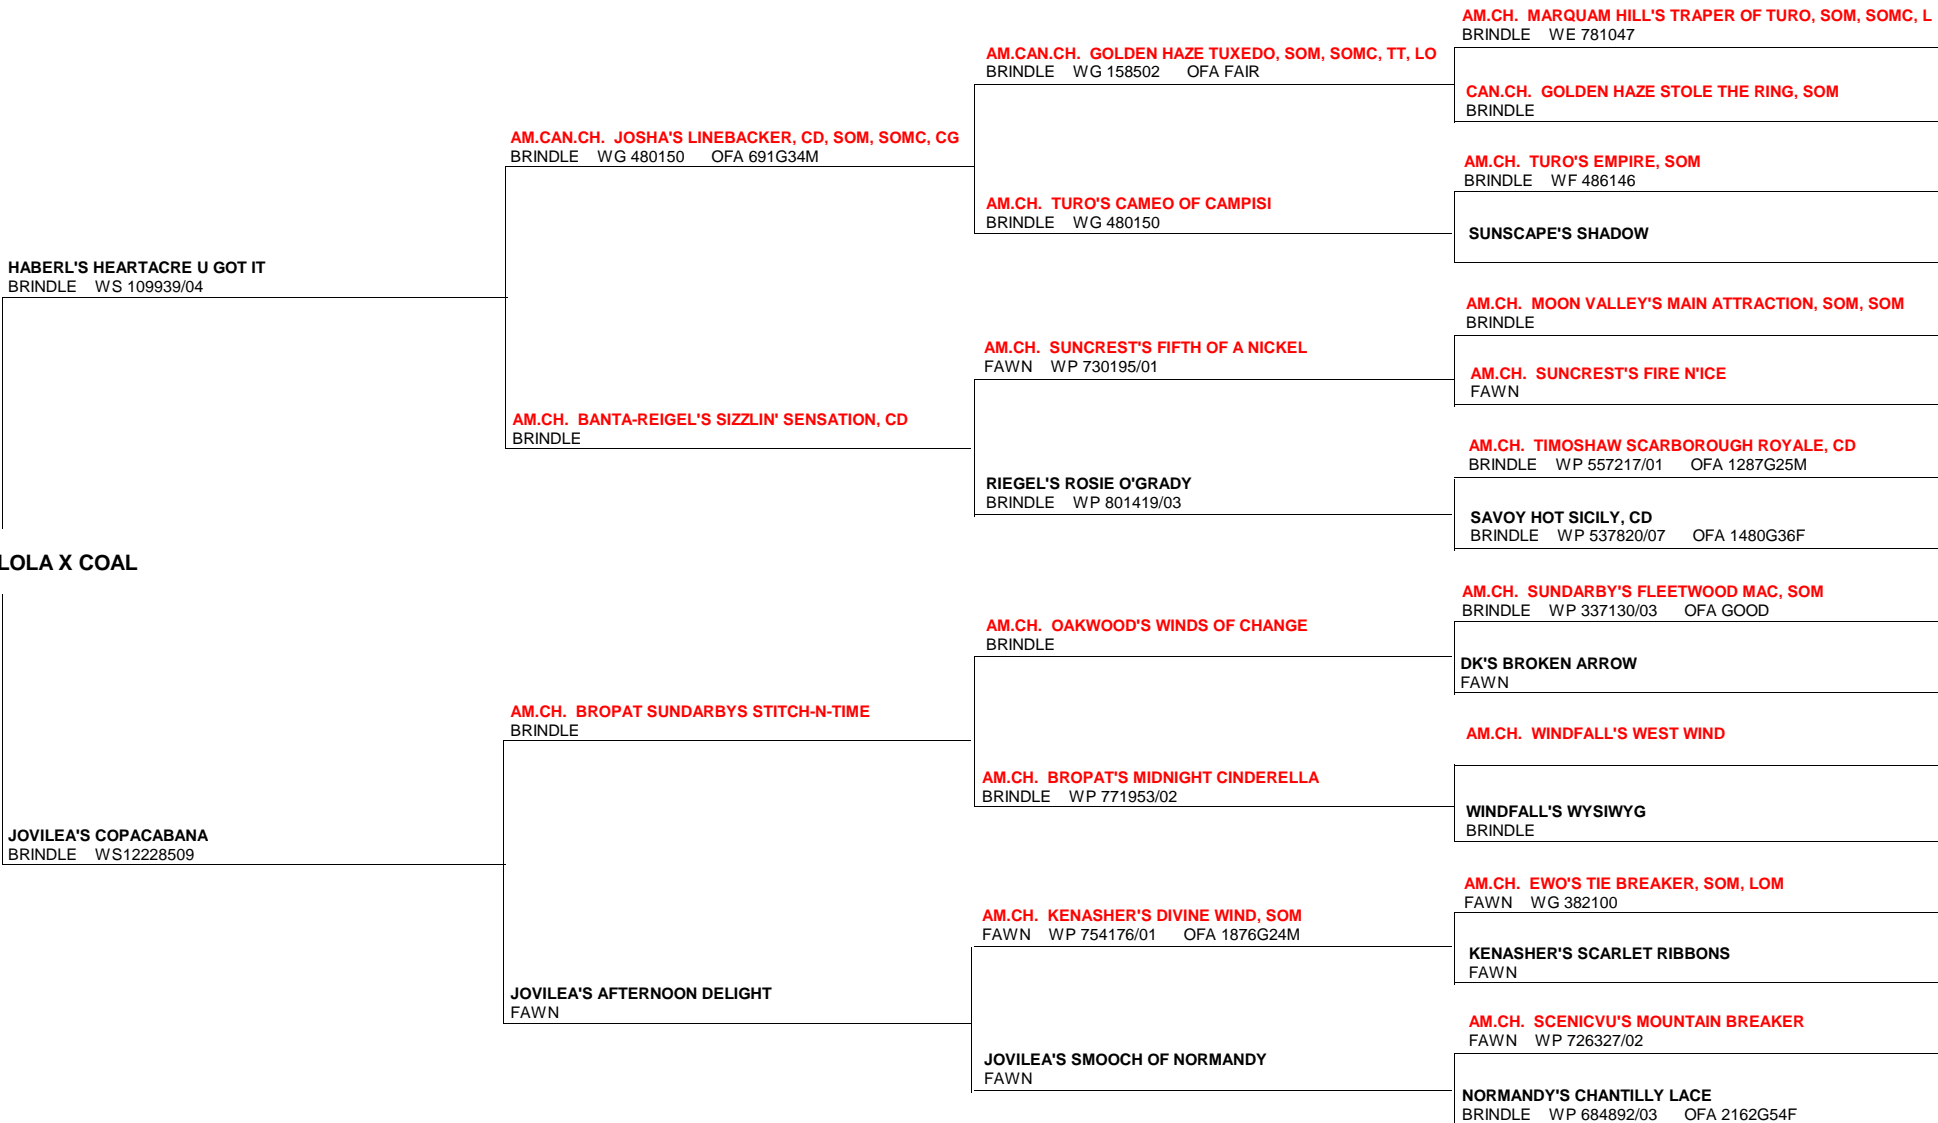 HABERL'S HEARTACRE U GOT IT
BRINDLE WS 109939/04
LOLA X COAL
JOVILEA'S COPACABANA
BRINDLE WS12228509
AM.CAN.CH. JOSHA'S LINEBACKER, CD, SOM, SOMC, CG
BRINDLE WG 480150 OFA 691G34M
AM.CH. BANTA-REIGEL'S SIZZLIN' SENSATION, CD
BRINDLE
AM.CH. BROPAT SUNDARBYS STITCH-N-TIME
BRINDLE
JOVILEA'S AFTERNOON DELIGHT
FAWN
AM.CAN.CH. GOLDEN HAZE TUXEDO, SOM, SOMC, TT, LO
BRINDLE WG 158502 OFA FAIR
AM.CH. TURO'S CAMEO OF CAMPISI
BRINDLE WG 480150
AM.CH. SUNCREST'S FIFTH OF A NICKEL
FAWN WP 730195/01
RIEGEL'S ROSIE O'GRADY
BRINDLE WP 801419/03
AM.CH. OAKWOOD'S WINDS OF CHANGE
BRINDLE
AM.CH. BROPAT'S MIDNIGHT CINDERELLA
BRINDLE WP 771953/02
AM.CH. KENASHER'S DIVINE WIND, SOM
FAWN WP 754176/01 OFA 1876G24M
JOVILEA'S SMOOCH OF NORMANDY
FAWN
AM.CH. MARQUAM HILL'S TRAPER OF TURO, SOM, SOMC, L
BRINDLE WE 781047
CAN.CH. GOLDEN HAZE STOLE THE RING, SOM
BRINDLE
AM.CH. TURO'S EMPIRE, SOM
BRINDLE WF 486146
SUNSCAPE'S SHADOW
AM.CH. MOON VALLEY'S MAIN ATTRACTION, SOM, SOM
BRINDLE
AM.CH. SUNCREST'S FIRE N'ICE
FAWN
AM.CH. TIMOSHAW SCARBOROUGH ROYALE, CD
BRINDLE WP 557217/01 OFA 1287G25M
SAVOY HOT SICILY, CD
BRINDLE WP 537820/07 OFA 1480G36F
AM.CH. SUNDARBY'S FLEETWOOD MAC, SOM
BRINDLE WP 337130/03 OFA GOOD
DK'S BROKEN ARROW
FAWN
AM.CH. WINDFALL'S WEST WIND
WINDFALL'S WYSIWYG
BRINDLE
AM.CH. EWO'S TIE BREAKER, SOM, LOM
FAWN WG 382100
KENASHER'S SCARLET RIBBONS
FAWN
AM.CH. SCENICVU'S MOUNTAIN BREAKER
FAWN WP 726327/02
NORMANDY'S CHANTILLY LACE
BRINDLE WP 684892/03 OFA 2162G54F